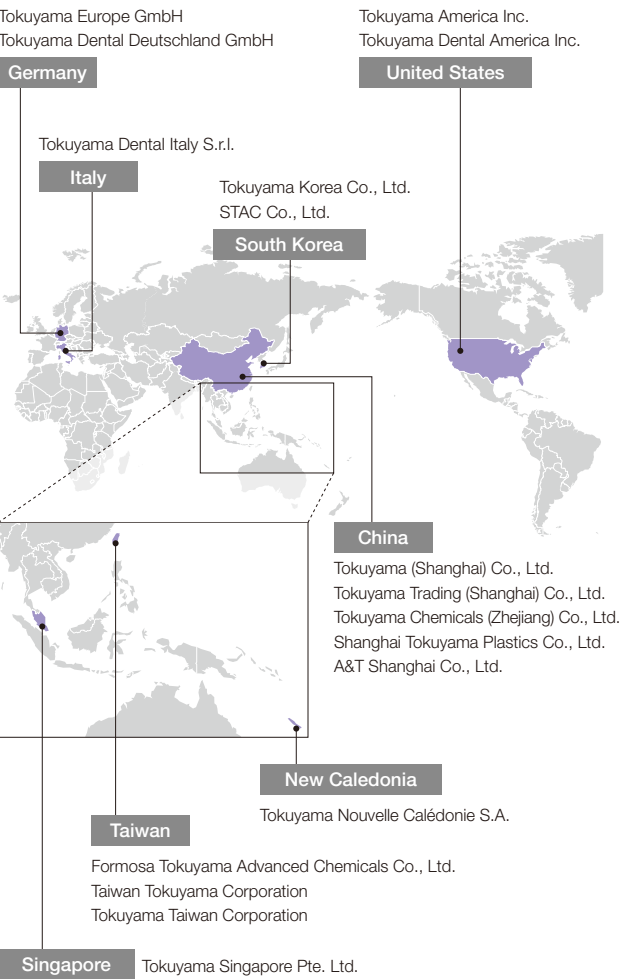 Tokuyama Europe GmbH
Tokuyama Dental Deutschland GmbH
Germany
Tokuyama America Inc.
Tokuyama Dental America Inc.
United States
Tokuyama Dental Italy S.r.l.
Italy
Tokuyama Korea Co., Ltd.
STAC Co., Ltd.
South Korea
China
Tokuyama (Shanghai) Co., Ltd.
Tokuyama Trading (Shanghai) Co., Ltd.
Tokuyama Chemicals (Zhejiang) Co., Ltd.
Shanghai Tokuyama Plastics Co., Ltd.
A&T Shanghai Co., Ltd.
New Caledonia
Tokuyama Nouvelle Calédonie S.A.
Taiwan
Formosa Tokuyama Advanced Chemicals Co., Ltd.
Taiwan Tokuyama Corporation
Tokuyama Taiwan Corporation
Singapore
Tokuyama Singapore Pte. Ltd.